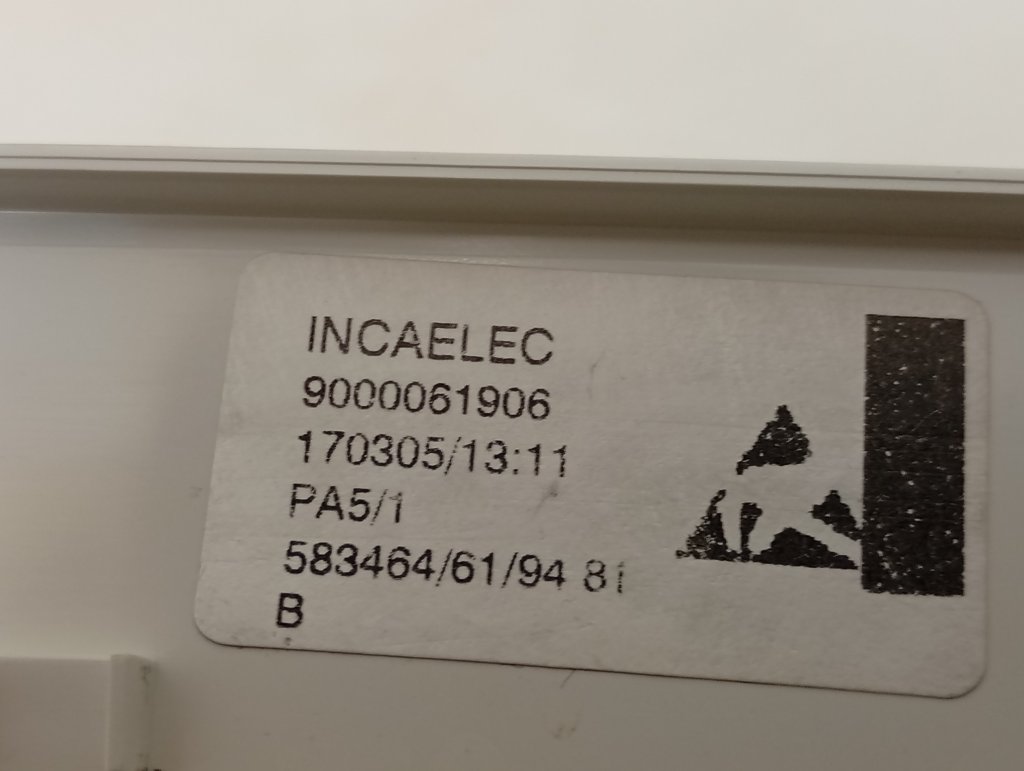 INCAELEC
9000061906
170305/13:11
PA5/1
583464/61/94 81
B